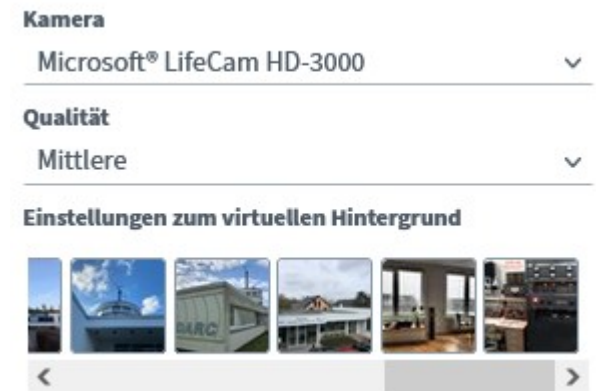 Kamera
Microsoft® LifeCam HD-3000
Qualität
Mittlere
Einstellungen zum virtuellen Hintergrund
DARC